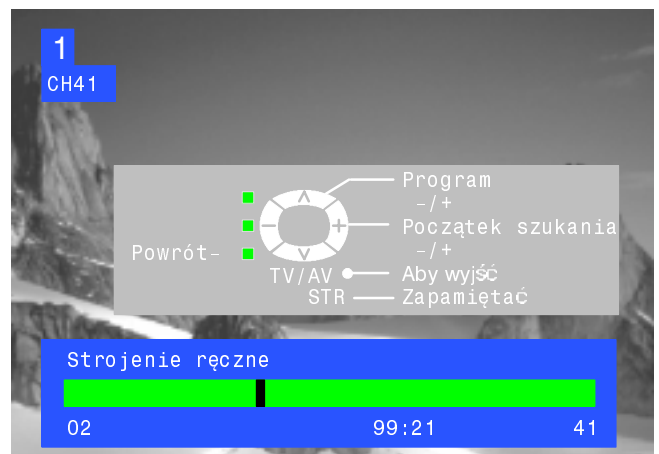 1
CH41
Program
-/+
Początek szukania
-/+
Powrót-
TV/AV Aby wyjść
STR Zapamiętać
Strojenie ręczne
02 99:21 41